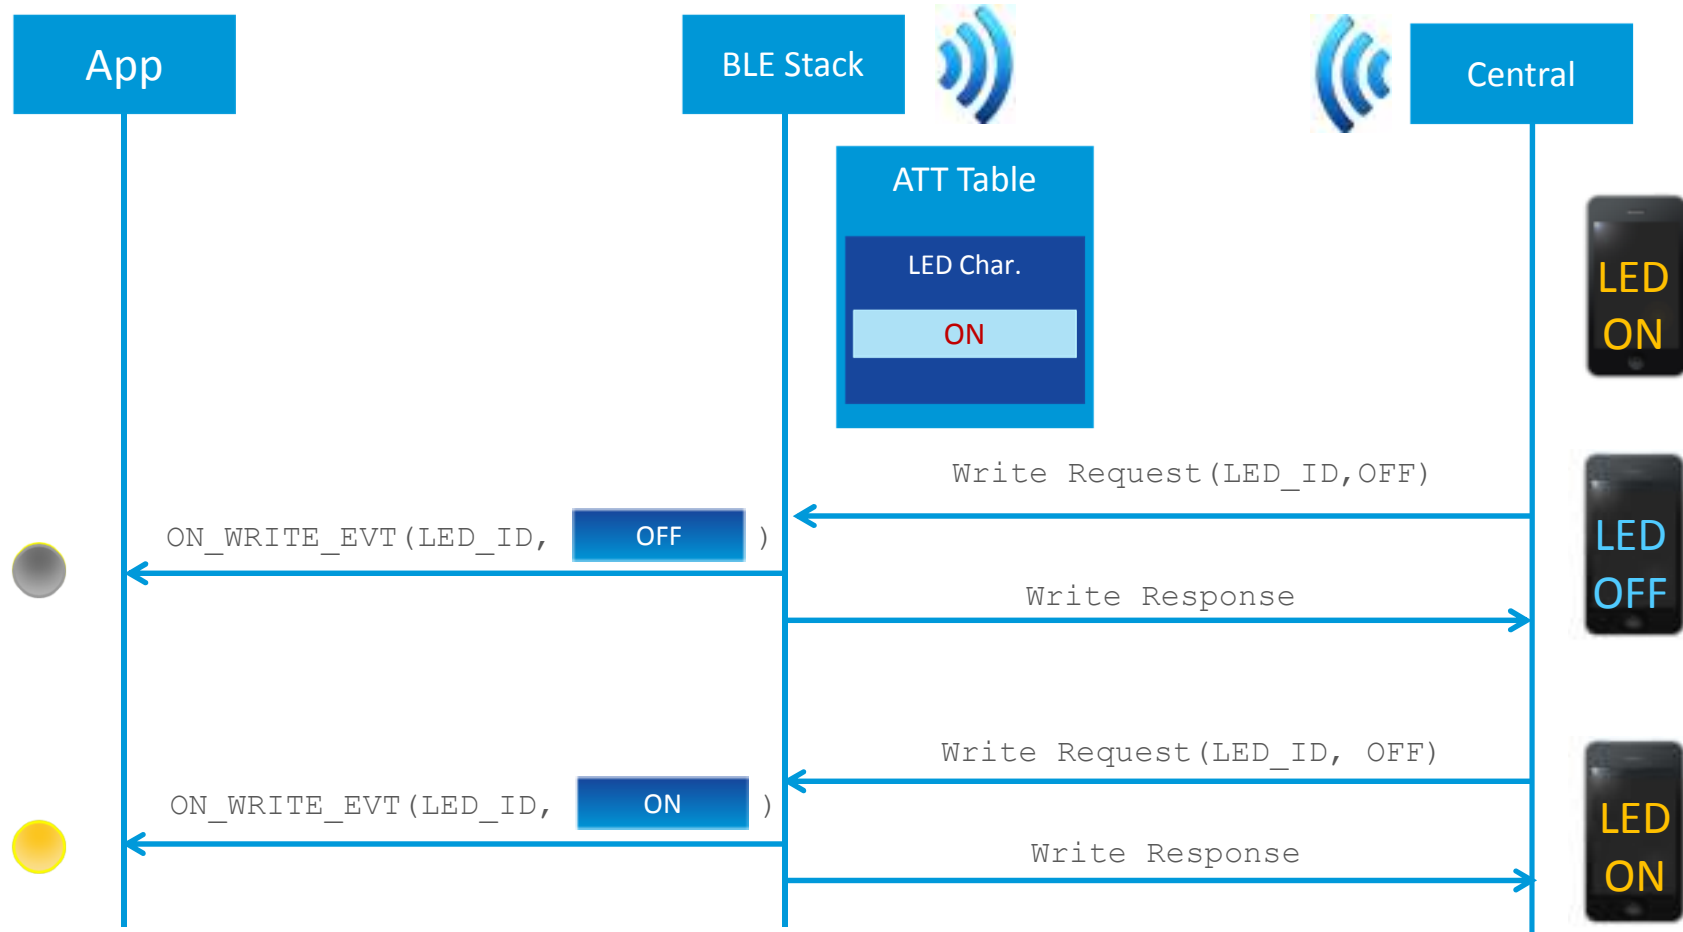 App
BLE Stack
Central
ATT Table
LED Char.
ON
LED
ON
Write Request(LED_ID,OFF)
ON_WRITE_EVT(LED_ID, OFF )
LED
OFF
Write Response
Write Request(LED_ID, OFF)
ON_WRITE_EVT(LED_ID, ON )
LED
ON
Write Response